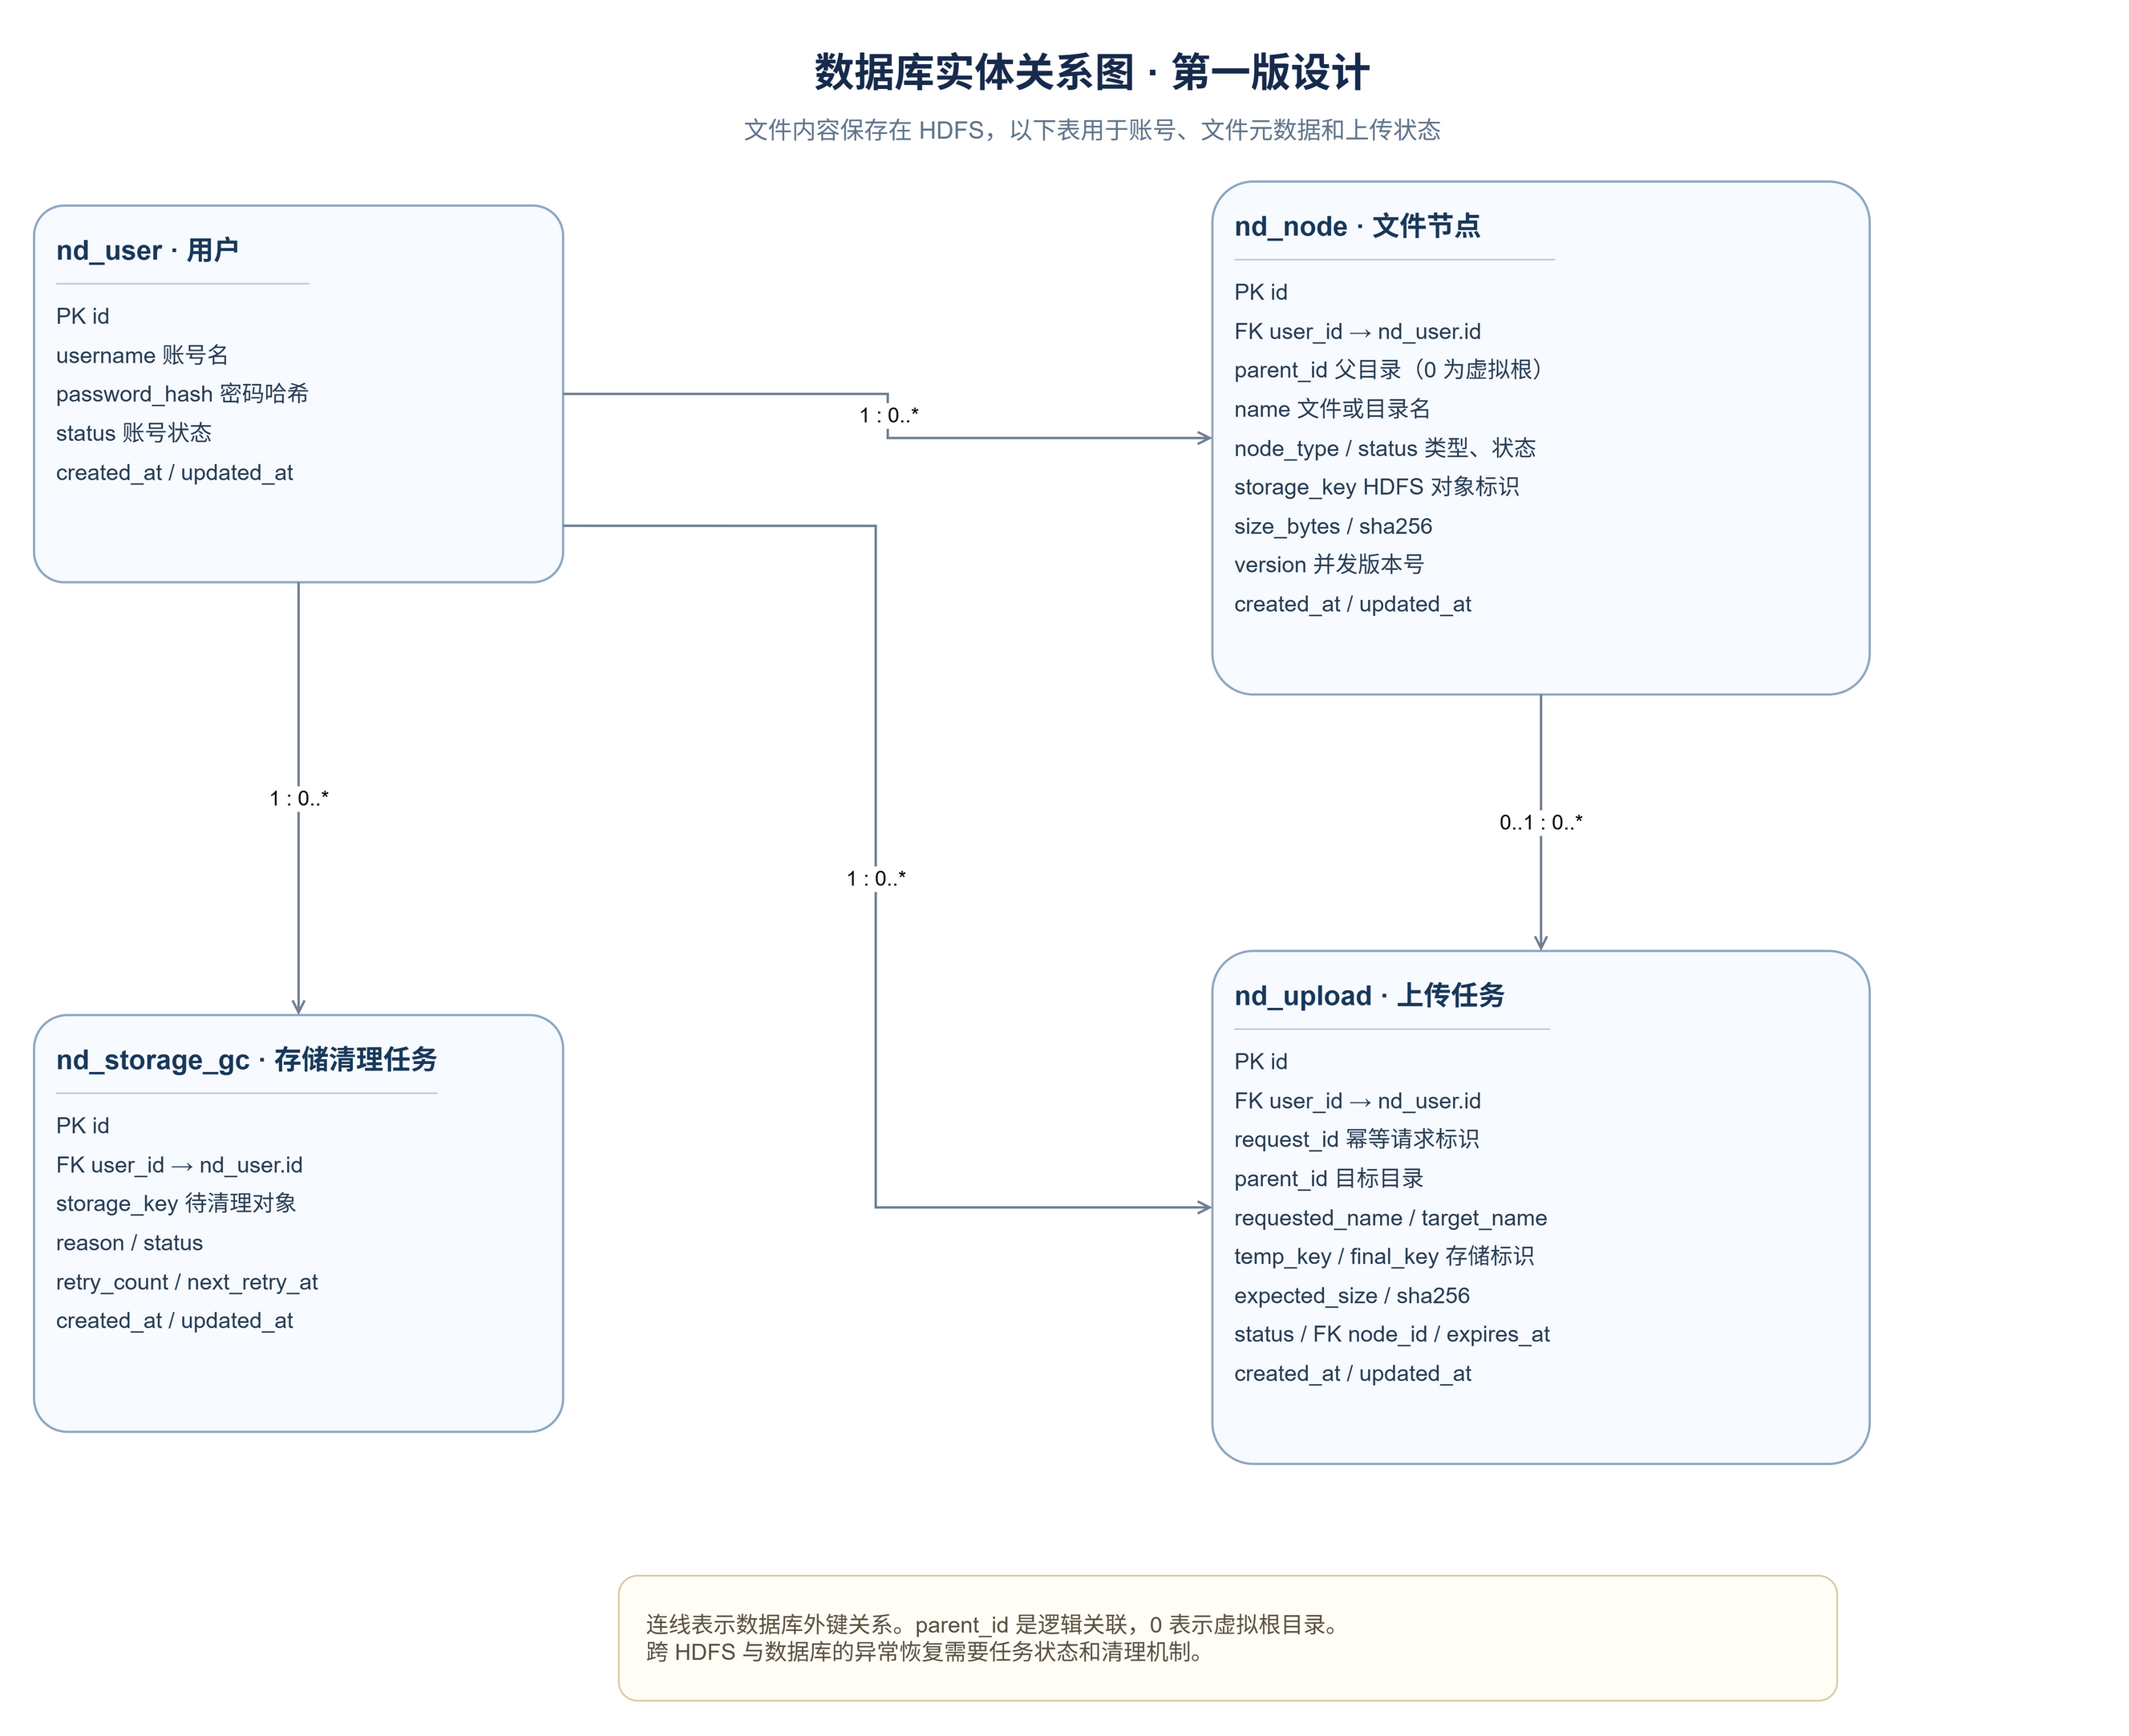 数据库实体关系图 · 第一版设计
文件内容保存在 HDFS，以下表用于账号、文件元数据和上传状态
nd_user · 用户
PK id
username 账号名
password_hash 密码哈希
status 账号状态
created_at / updated_at
nd_node · 文件节点
PK id
FK user_id → nd_user.id
parent_id 父目录（0 为虚拟根）
name 文件或目录名
node_type / status 类型、状态
storage_key HDFS 对象标识
size_bytes / sha256
version 并发版本号
created_at / updated_at
1 : 0..*
1 : 0..*
1 : 0..*
0..1 : 0..*
nd_storage_gc · 存储清理任务
PK id
FK user_id → nd_user.id
storage_key 待清理对象
reason / status
retry_count / next_retry_at
created_at / updated_at
nd_upload · 上传任务
PK id
FK user_id → nd_user.id
request_id 幂等请求标识
parent_id 目标目录
requested_name / target_name
temp_key / final_key 存储标识
expected_size / sha256
status / FK node_id / expires_at
created_at / updated_at
连线表示数据库外键关系。parent_id 是逻辑关联，0 表示虚拟根目录。
跨 HDFS 与数据库的异常恢复需要任务状态和清理机制。